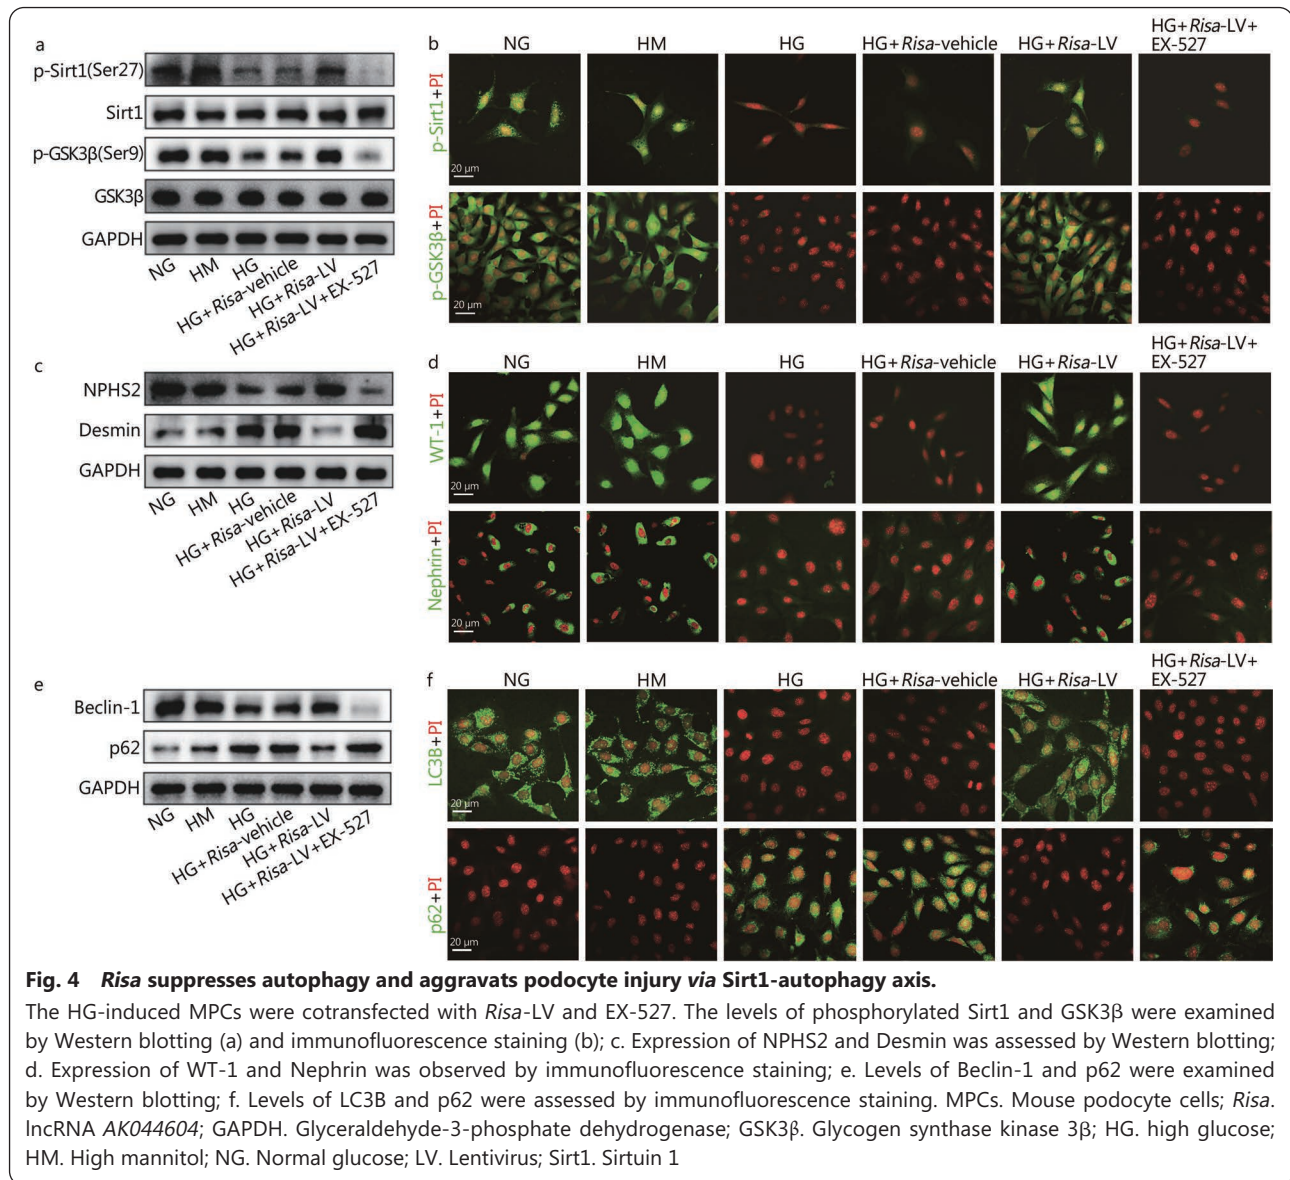 a
p-Sirt1(Ser27)
Sirt1
p-GSK3β(Ser9)
GSK3β
GAPDH
NG
HM
HG
HG+Risa-vehicle
HG+Risa-LV
HG+Risa-LV+EX-527
b
NG
HM
HG
HG+Risa-vehicle
HG+Risa-LV
HG+Risa-LV+
EX-527
p-Sirt1+PI
20 μm
p-GSK3β+PI
20 μm
c
NPHS2
Desmin
GAPDH
NG
HM
HG
HG+Risa-vehicle
HG+Risa-LV
HG+Risa-LV+EX-527
d
NG
HM
HG
HG+Risa-vehicle
HG+Risa-LV
HG+Risa-LV+
EX-527
WT-1+PI
20 μm
Nephrin+PI
20 μm
e
Beclin-1
p62
GAPDH
NG
HM
HG
HG+Risa-vehicle
HG+Risa-LV
HG+Risa-LV+EX-527
f
NG
HM
HG
HG+Risa-vehicle
HG+Risa-LV
HG+Risa-LV+
EX-527
LC3B+PI
20 μm
p62+PI
20 μm
Fig. 4 Risa suppresses autophagy and aggravats podocyte injury via Sirt1-autophagy axis.
The HG-induced MPCs were cotransfected with Risa-LV and EX-527. The levels of phosphorylated Sirt1 and GSK3β were examined
by Western blotting (a) and immunofluorescence staining (b); c. Expression of NPHS2 and Desmin was assessed by Western blotting;
d. Expression of WT-1 and Nephrin was observed by immunofluorescence staining; e. Levels of Beclin-1 and p62 were examined
by Western blotting; f. Levels of LC3B and p62 were assessed by immunofluorescence staining. MPCs. Mouse podocyte cells; Risa.
lncRNA AK044604; GAPDH. Glyceraldehyde-3-phosphate dehydrogenase; GSK3β. Glycogen synthase kinase 3β; HG. high glucose;
HM. High mannitol; NG. Normal glucose; LV. Lentivirus; Sirt1. Sirtuin 1